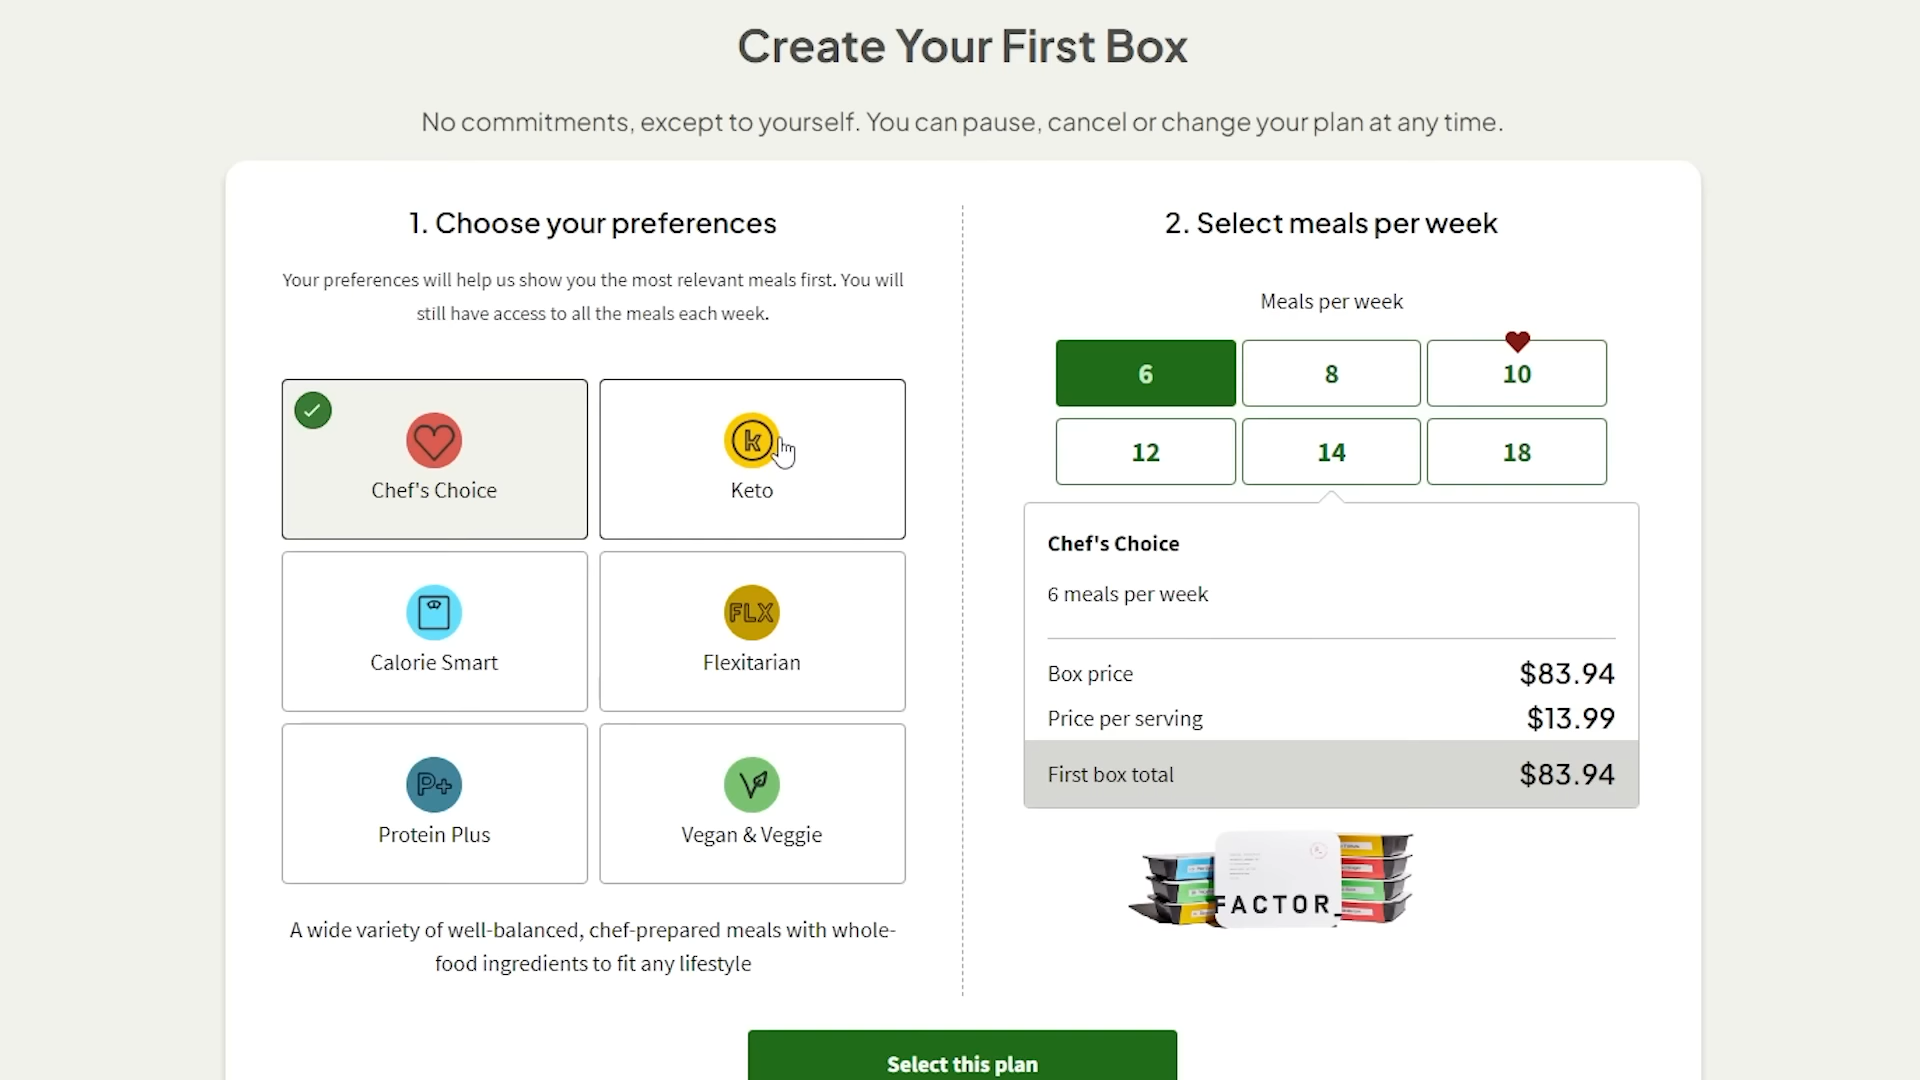 Create Your First Box
No commitments, except to yourself. You can pause, cancel or change your plan at any time.
1. Choose your preferences
Your preferences will help us show you the most relevant meals first. You will
still have access to all the meals each week.
Chef's Choice
k
Keto
Calorie Smart
FLX
Flexitarian
P+
Protein Plus
V
Vegan & Veggie
A wide variety of well-balanced, chef-prepared meals with whole-
food ingredients to fit any lifestyle
2. Select meals per week
Meals per week
6
8
10
12
14
18
Chef's Choice
6 meals per week
Box price $83.94
Price per serving $13.99
First box total $83.94
FACTOR_
Select this plan